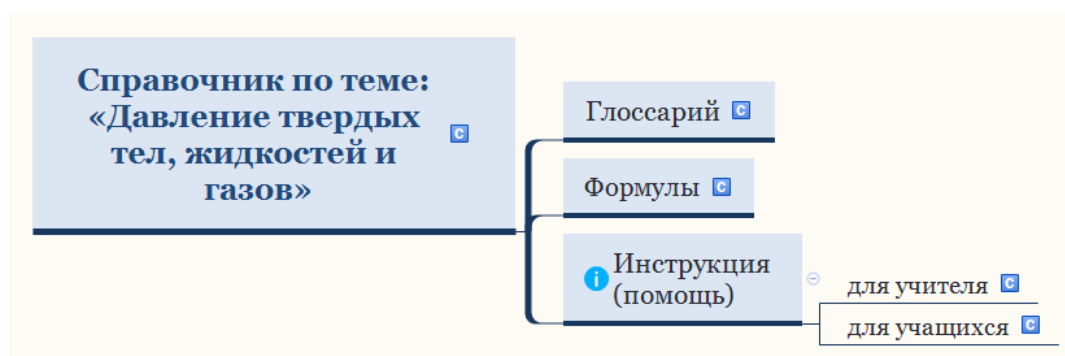 Справочник по теме:
«Давление твердых
тел, жидкостей и
газов»
Глоссарий
Формулы
Инструкция
(помощь)
для учителя
для учащихся